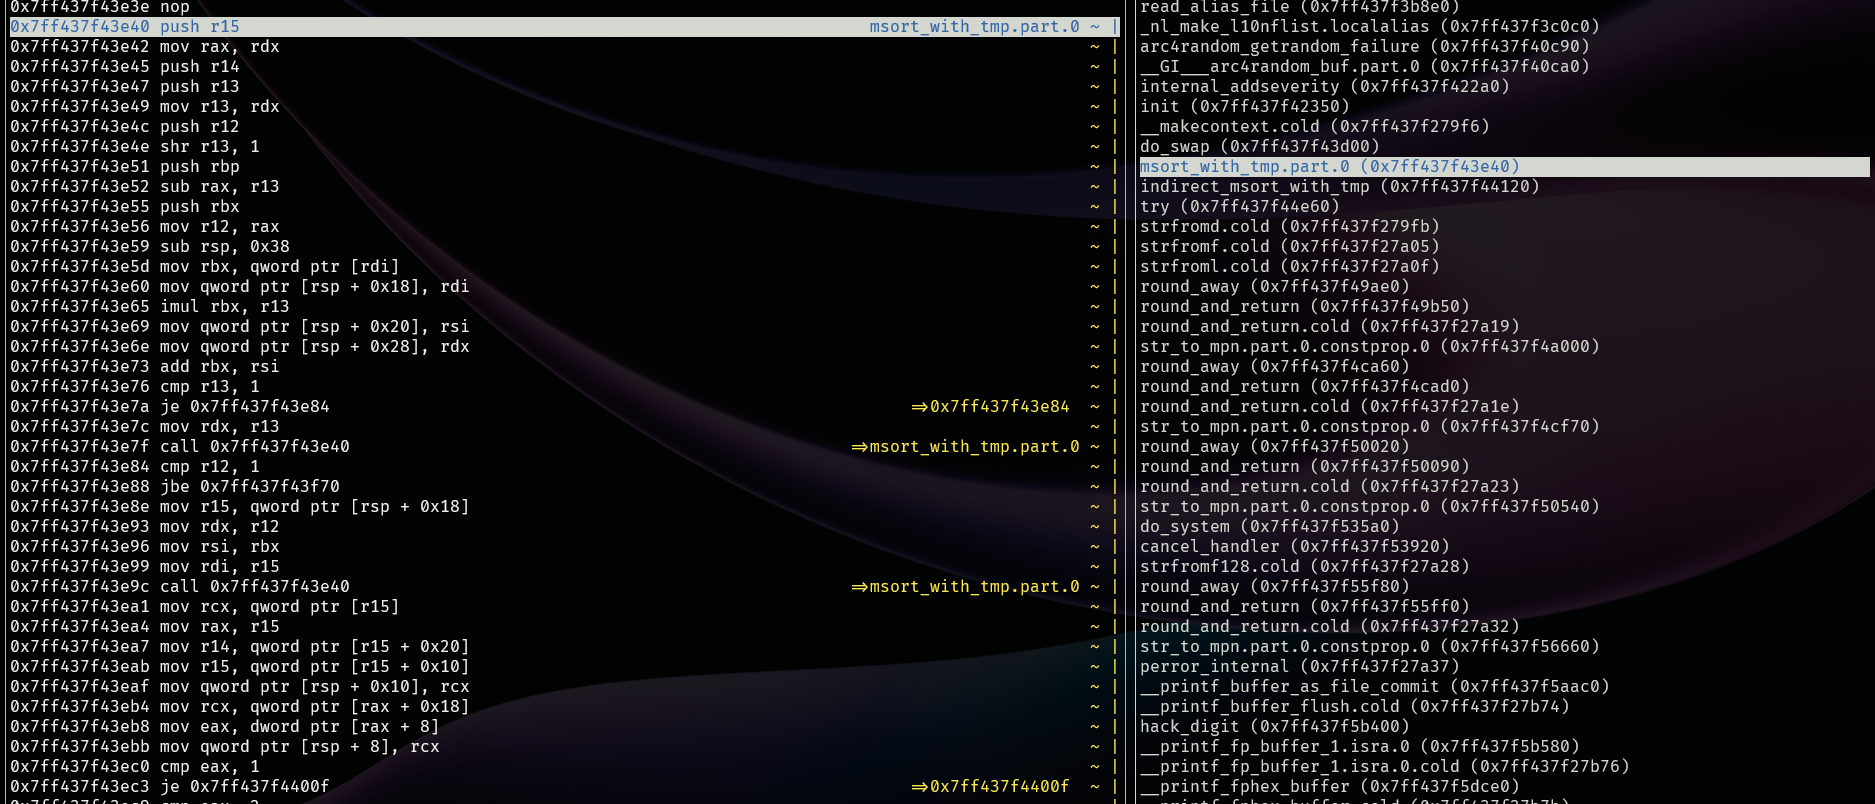 0x7ff437f43e3e nop
0x7ff437f43e40 push r15 msort_with_tmp.part.0 ~ |
0x7ff437f43e42 mov rax, rdx ~ |
0x7ff437f43e45 push r14 ~ |
0x7ff437f43e47 push r13 ~ |
0x7ff437f43e49 mov r13, rdx ~ |
0x7ff437f43e4c push r12 ~ |
0x7ff437f43e4e shr r13, 1 ~ |
0x7ff437f43e51 push rbp ~ |
0x7ff437f43e52 sub rax, r13 ~ |
0x7ff437f43e55 push rbx ~ |
0x7ff437f43e56 mov r12, rax ~ |
0x7ff437f43e59 sub rsp, 0x38 ~ |
0x7ff437f43e5d mov rbx, qword ptr [rdi] ~ |
0x7ff437f43e60 mov qword ptr [rsp + 0x18], rdi ~ |
0x7ff437f43e65 imul rbx, r13 ~ |
0x7ff437f43e69 mov qword ptr [rsp + 0x20], rsi ~ |
0x7ff437f43e6e mov qword ptr [rsp + 0x28], rdx ~ |
0x7ff437f43e73 add rbx, rsi ~ |
0x7ff437f43e76 cmp r13, 1 ~ |
0x7ff437f43e7a je 0x7ff437f43e84 =>0x7ff437f43e84 ~ |
0x7ff437f43e7c mov rdx, r13 ~ |
0x7ff437f43e7f call 0x7ff437f43e40 =>msort_with_tmp.part.0 ~ |
0x7ff437f43e84 cmp r12, 1 ~ |
0x7ff437f43e88 jbe 0x7ff437f43f70 ~ |
0x7ff437f43e8e mov r15, qword ptr [rsp + 0x18] ~ |
0x7ff437f43e93 mov rdx, r12 ~ |
0x7ff437f43e96 mov rsi, rbx ~ |
0x7ff437f43e99 mov rdi, r15 ~ |
0x7ff437f43e9c call 0x7ff437f43e40 =>msort_with_tmp.part.0 ~ |
0x7ff437f43ea1 mov rcx, qword ptr [r15] ~ |
0x7ff437f43ea4 mov rax, r15 ~ |
0x7ff437f43ea7 mov r14, qword ptr [r15 + 0x20] ~ |
0x7ff437f43eab mov r15, qword ptr [r15 + 0x10] ~ |
0x7ff437f43eaf mov qword ptr [rsp + 0x10], rcx ~ |
0x7ff437f43eb4 mov rcx, qword ptr [rax + 0x18] ~ |
0x7ff437f43eb8 mov eax, dword ptr [rax + 8] ~ |
0x7ff437f43ebb mov qword ptr [rsp + 8], rcx ~ |
0x7ff437f43ec0 cmp eax, 1 ~ |
0x7ff437f43ec3 je 0x7ff437f4400f =>0x7ff437f4400f ~ |
read_alias_file (0x7ff437f3b8e0)
_nl_make_l10nflist.localalias (0x7ff437f3c0c0)
arc4random_getrandom_failure (0x7ff437f40c90)
__GI___arc4random_buf.part.0 (0x7ff437f40ca0)
internal_addseverity (0x7ff437f422a0)
init (0x7ff437f42350)
__makecontext.cold (0x7ff437f279f6)
do_swap (0x7ff437f43d00)
msort_with_tmp.part.0 (0x7ff437f43e40)
indirect_msort_with_tmp (0x7ff437f44120)
try (0x7ff437f44e60)
strfromd.cold (0x7ff437f279fb)
strfromf.cold (0x7ff437f27a05)
strfroml.cold (0x7ff437f27a0f)
round_away (0x7ff437f49ae0)
round_and_return (0x7ff437f49b50)
round_and_return.cold (0x7ff437f27a19)
str_to_mpn.part.0.constprop.0 (0x7ff437f4a000)
round_away (0x7ff437f4ca60)
round_and_return (0x7ff437f4cad0)
round_and_return.cold (0x7ff437f27a1e)
str_to_mpn.part.0.constprop.0 (0x7ff437f4cf70)
round_away (0x7ff437f50020)
round_and_return (0x7ff437f50090)
round_and_return.cold (0x7ff437f27a23)
str_to_mpn.part.0.constprop.0 (0x7ff437f50540)
do_system (0x7ff437f535a0)
cancel_handler (0x7ff437f53920)
strfromf128.cold (0x7ff437f27a28)
round_away (0x7ff437f55f80)
round_and_return (0x7ff437f55ff0)
round_and_return.cold (0x7ff437f27a32)
str_to_mpn.part.0.constprop.0 (0x7ff437f56660)
perror_internal (0x7ff437f27a37)
__printf_buffer_as_file_commit (0x7ff437f5aac0)
__printf_buffer_flush.cold (0x7ff437f27b74)
hack_digit (0x7ff437f5b400)
__printf_fp_buffer_1.isra.0 (0x7ff437f5b580)
__printf_fp_buffer_1.isra.0.cold (0x7ff437f27b76)
__printf_fphex_buffer (0x7ff437f5dce0)